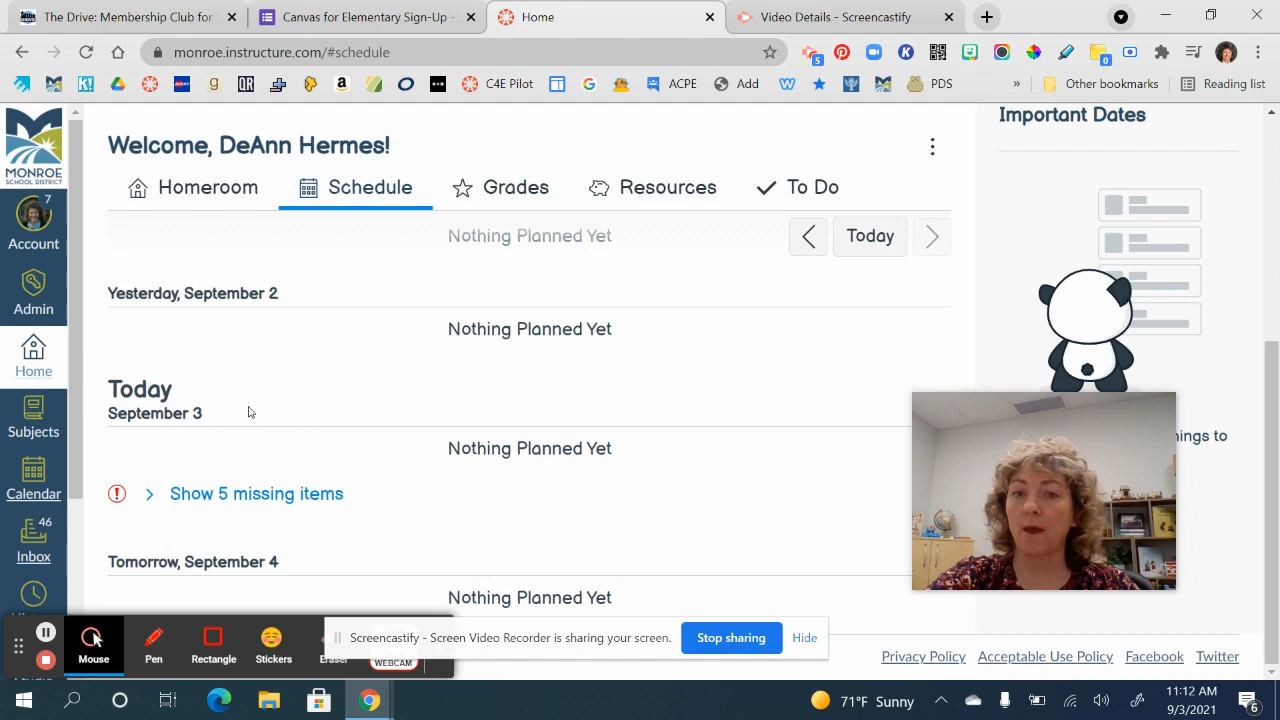 The Drive: Membership Club for
Canvas for Elementary Sign-Up -
Home
Video Details - Screencastify
monroe.instructure.com/#schedule
5
0
K!
QR
C4E Pilot
ACPE
Add
PDS
»
Other bookmarks
Reading list
MONROE
SCHOOL DISTRICT
7
Account
Admin
Home
Subjects
Calendar
46
Inbox
Welcome, DeAnn Hermes!
Homeroom
Schedule
Grades
Resources
To Do
Nothing Planned Yet
Today
Yesterday, September 2
Nothing Planned Yet
Today
September 3
Nothing Planned Yet
Show 5 missing items
Tomorrow, September 4
Nothing Planned Yet
Important Dates
to
Mouse
Pen
Rectangle
Stickers
Eraser
WEBCAM
Screencastify - Screen Video Recorder is sharing your screen.
Stop sharing
Hide
Privacy Policy
Acceptable Use Policy
Facebook
Twitter
71°F Sunny
11:12 AM
9/3/2021
6